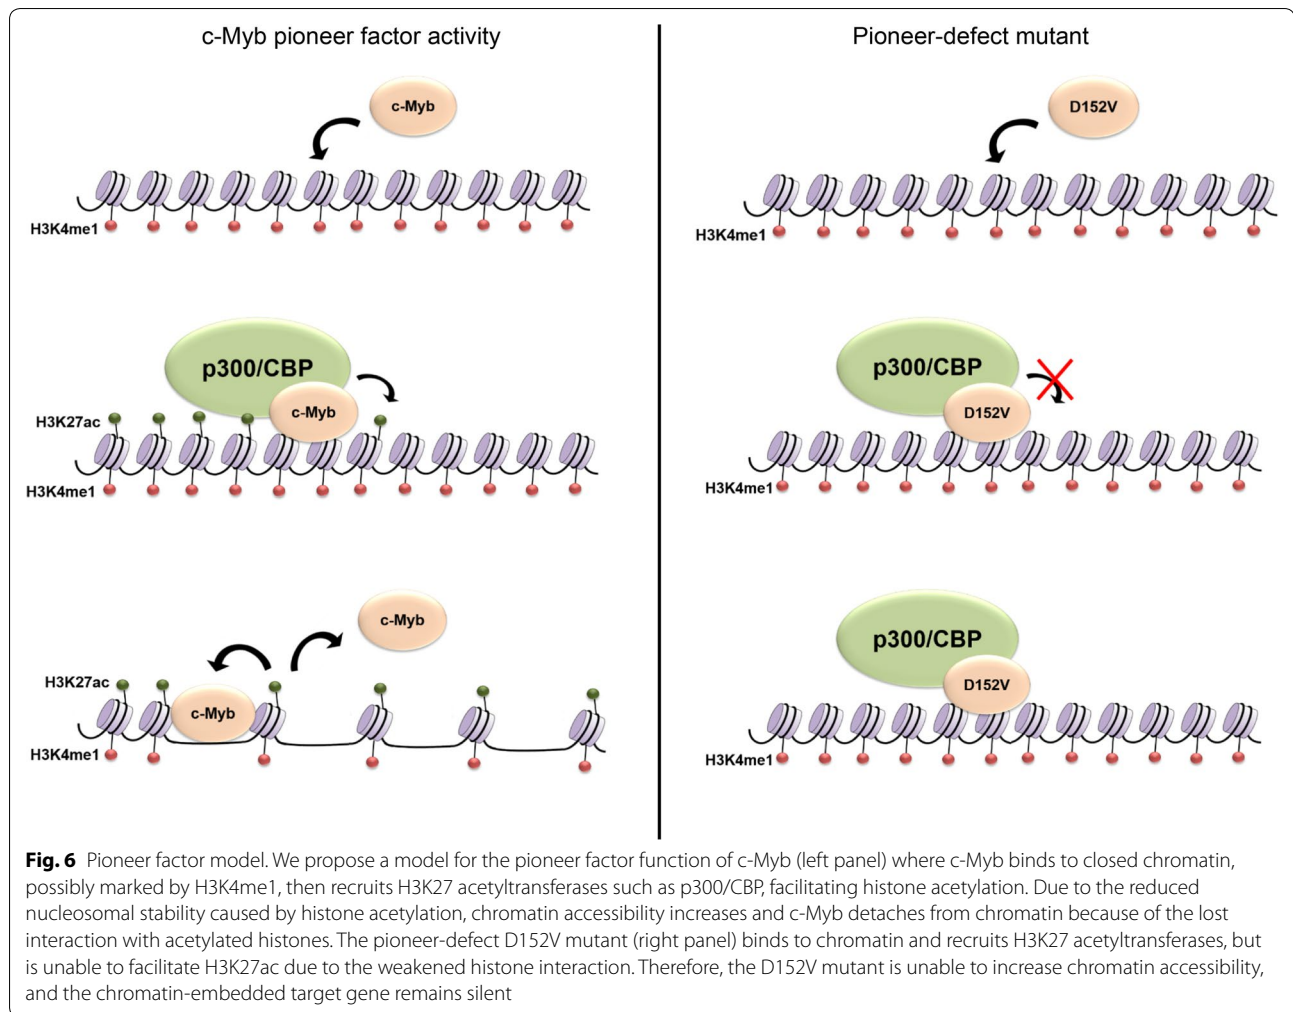 c-Myb pioneer factor activity
Pioneer-defect mutant
c-Myb
D152V
H3K4me1
H3K4me1
p300/CBP
c-Myb
H3K27ac
H3K4me1
p300/CBP
D152V
H3K4me1
c-Myb
H3K27ac
c-Myb
H3K4me1
p300/CBP
D152V
H3K4me1
Fig. 6 Pioneer factor model. We propose a model for the pioneer factor function of c-Myb (left panel) where c-Myb binds to closed chromatin,
possibly marked by H3K4me1, then recruits H3K27 acetyltransferases such as p300/CBP, facilitating histone acetylation. Due to the reduced
nucleosomal stability caused by histone acetylation, chromatin accessibility increases and c-Myb detaches from chromatin because of the lost
interaction with acetylated histones. The pioneer-defect D152V mutant (right panel) binds to chromatin and recruits H3K27 acetyltransferases, but
is unable to facilitate H3K27ac due to the weakened histone interaction. Therefore, the D152V mutant is unable to increase chromatin accessibility,
and the chromatin-embedded target gene remains silent